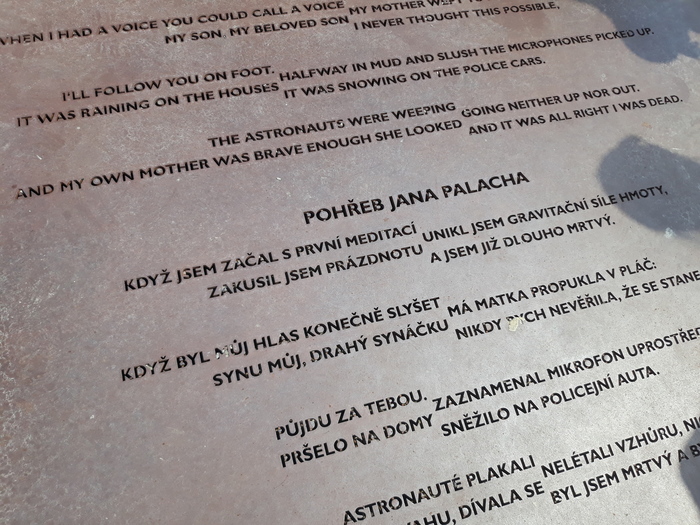 WHEN I HAD A VOICE YOU COULD CALL A VOICE MY MOTHER WEPT
MY SON, MY BELOVED SON I NEVER THOUGHT THIS POSSIBLE,
I'LL FOLLOW YOU ON FOOT. HALFWAY IN MUD AND SLUSH THE MICROPHONES PICKED UP.
IT WAS RAINING ON THE HOUSES IT WAS SNOWING ON THE POLICE CARS.
THE ASTRONAUTS WERE WEEPING GOING NEITHER UP NOR OUT.
AND MY OWN MOTHER WAS BRAVE ENOUGH SHE LOOKED AND IT WAS ALL RIGHT I WAS DEAD.
POHŘEB JANA PALACHA
KDYŽ JSEM ZAČAL S PRVNÍ MEDITACÍ UNIKL JSEM GRAVITAČNÍ SÍLE HMOTY,
ZAKUSIL JSEM PRÁZDNOTU A JSEM JIŽ DLOUHO MRTVÝ.
KDYŽ BYL MŮJ HLAS KONEČNĚ SLYŠET MÁ MATKA PROPUKLA V PLÁČ:
SYNU MŮJ, DRAHÝ SYNÁČKU NIKDY BYCH NEVĚŘILA, ŽE SE STANE
PŮJDU ZA TEBOU. ZAZNAMENAL MIKROFON UPROSTŘED
PRŠELO NA DOMY SNĚŽILO NA POLICEJNÍ AUTA.
ASTRONAUTÉ PLAKALI NELÉTALI VZHŮRU,
DÍVALA SE BYL JSEM MRTVÝ A